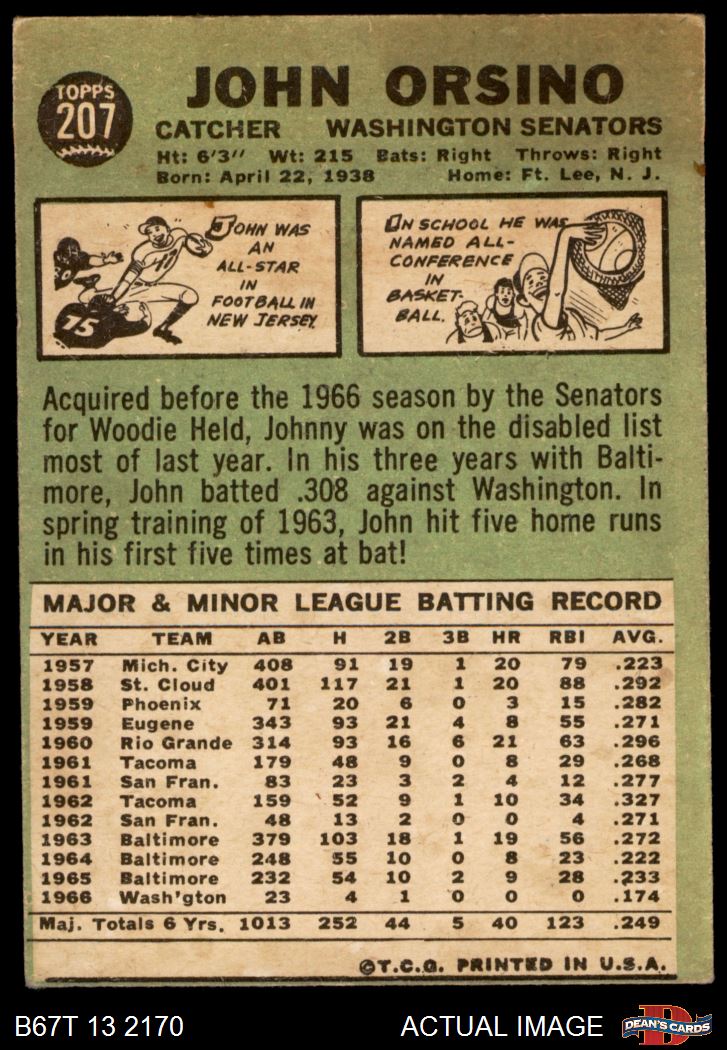 TOPPS
207
JOHN ORSINO
CATCHER WASHINGTON SENATORS
Ht: 6'3" Wt: 215 Bats: Right Throws: Right
Born: April 22, 1938 Home: Ft. Lee, N. J.
JOHN WAS
AN
ALL-STAR
IN
FOOTBALL IN
NEW JERSEY.
17
75
IN SCHOOL HE WAS
NAMED ALL-
CONFERENCE
IN
BASKET-
BALL.
Acquired before the 1966 season by the Senators
for Woodie Held, Johnny was on the disabled list
most of last year. In his three years with Balti-
more, John batted .308 against Washington. In
spring training of 1963, John hit five home runs
in his first five times at bat!
MAJOR & MINOR LEAGUE BATTING RECORD
YEAR TEAM AB H 2B 3B HR RBI AVG.
1957 Mich. City 408 91 19 1 20 79 .223
1958 St. Cloud 401 117 21 1 20 88 .292
1959 Phoenix 71 20 6 0 3 15 .282
1959 Eugene 343 93 21 4 8 55 .271
1960 Rio Grande 314 93 16 6 21 63 .296
1961 Tacoma 179 48 9 0 8 29 .268
1961 San Fran. 83 23 3 2 4 12 .277
1962 Tacoma 159 52 9 1 10 34 .327
1962 San Fran. 48 13 2 0 0 4 .271
1963 Baltimore 379 103 18 1 19 56 .272
1964 Baltimore 248 55 10 0 8 23 .222
1965 Baltimore 232 54 10 2 9 28 .233
1966 Wash'gton 23 4 1 0 0 0 .174
Maj. Totals 6 Yrs. 1013 252 44 5 40 123 .249
©T.C.G. PRINTED IN U.S.A.
B67T 13 2170 ACTUAL IMAGE
D
DEAN'S CARDS